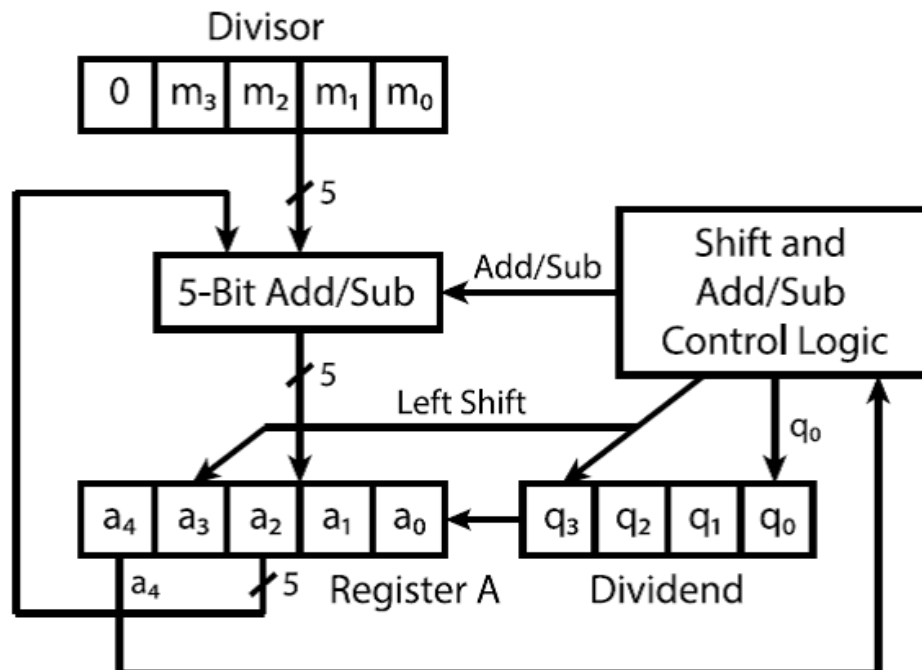 Divisor
0 m₃ m₂ m₁ m₀
5
5-Bit Add/Sub
Add/Sub
Shift and
Add/Sub
Control Logic
5
Left Shift
q₀
a₄ a₃ a₂ a₁ a₀
q₃ q₂ q₁ q₀
a₄
5
Register A
Dividend